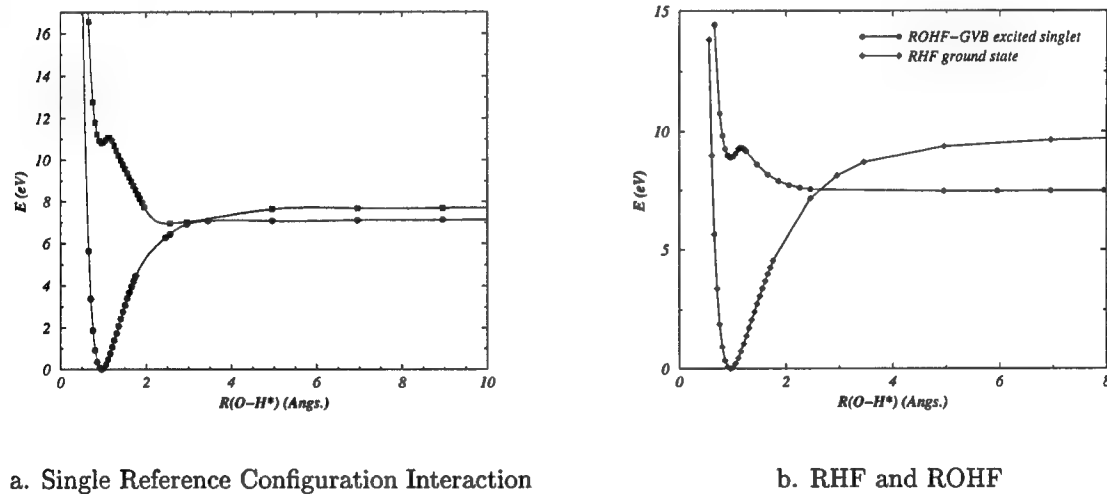 16
14
12
10
8
6
4
2
0
E (eV)
0 2 4 6 8 10
R(O–H*) (Angs.)
a. Single Reference Configuration Interaction
15
10
5
0
E (eV)
ROHF–GVB excited singlet
RHF ground state
0 2 4 6 8
R(O–H*) (Angs.)
b. RHF and ROHF